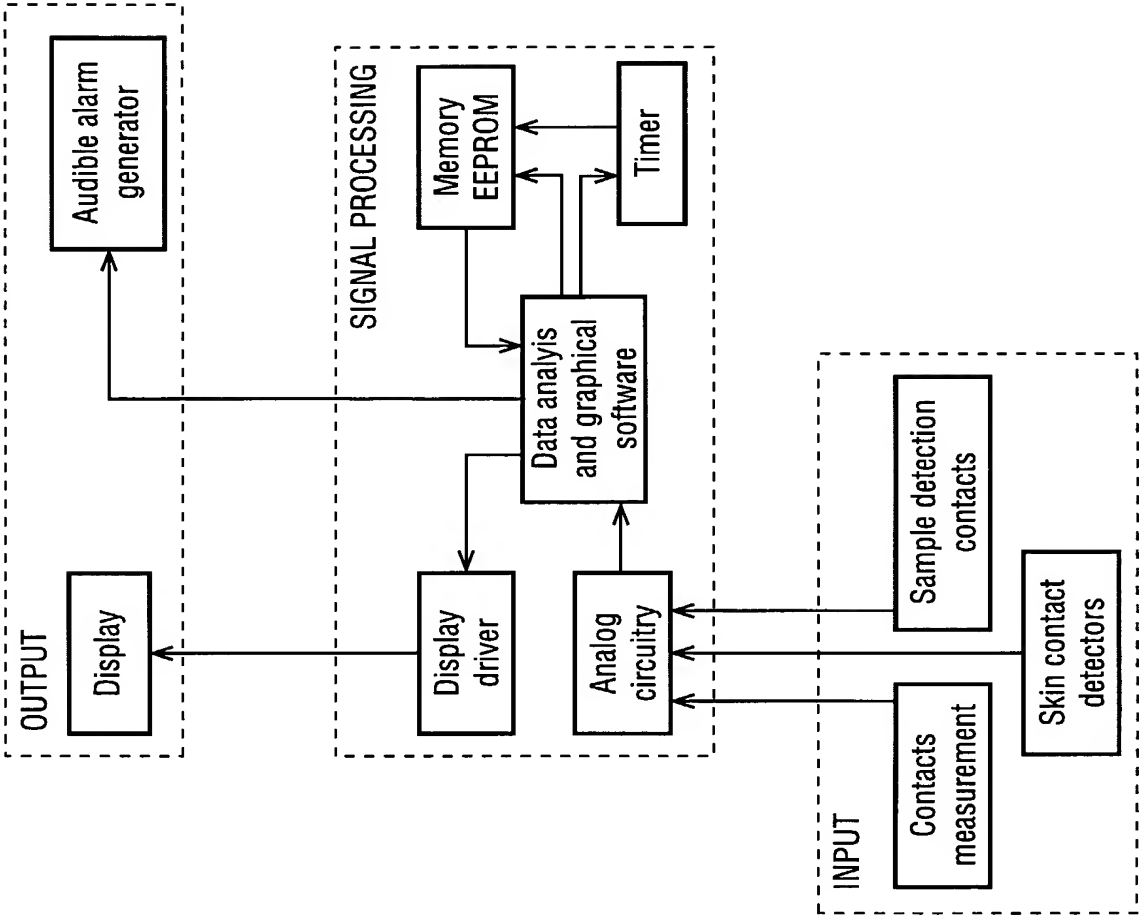 OUTPUT
Display
Audible alarm
generator
SIGNAL PROCESSING
Display
driver
Memory
EEPROM
Analog
circuitry
Data analyis
and graphical
software
Timer
INPUT
Contacts
measurement
Sample detection
contacts
Skin contact
detectors